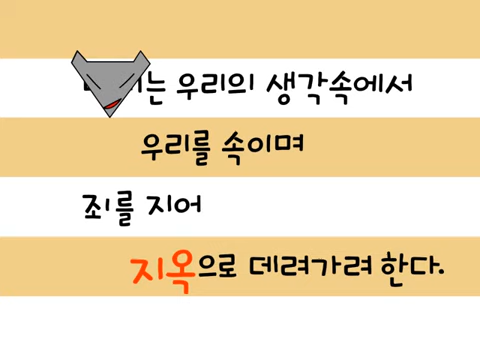 는 우리의 생각속에서
우리를 속이며
죄를 지어
지옥으로 데려가려 한다.